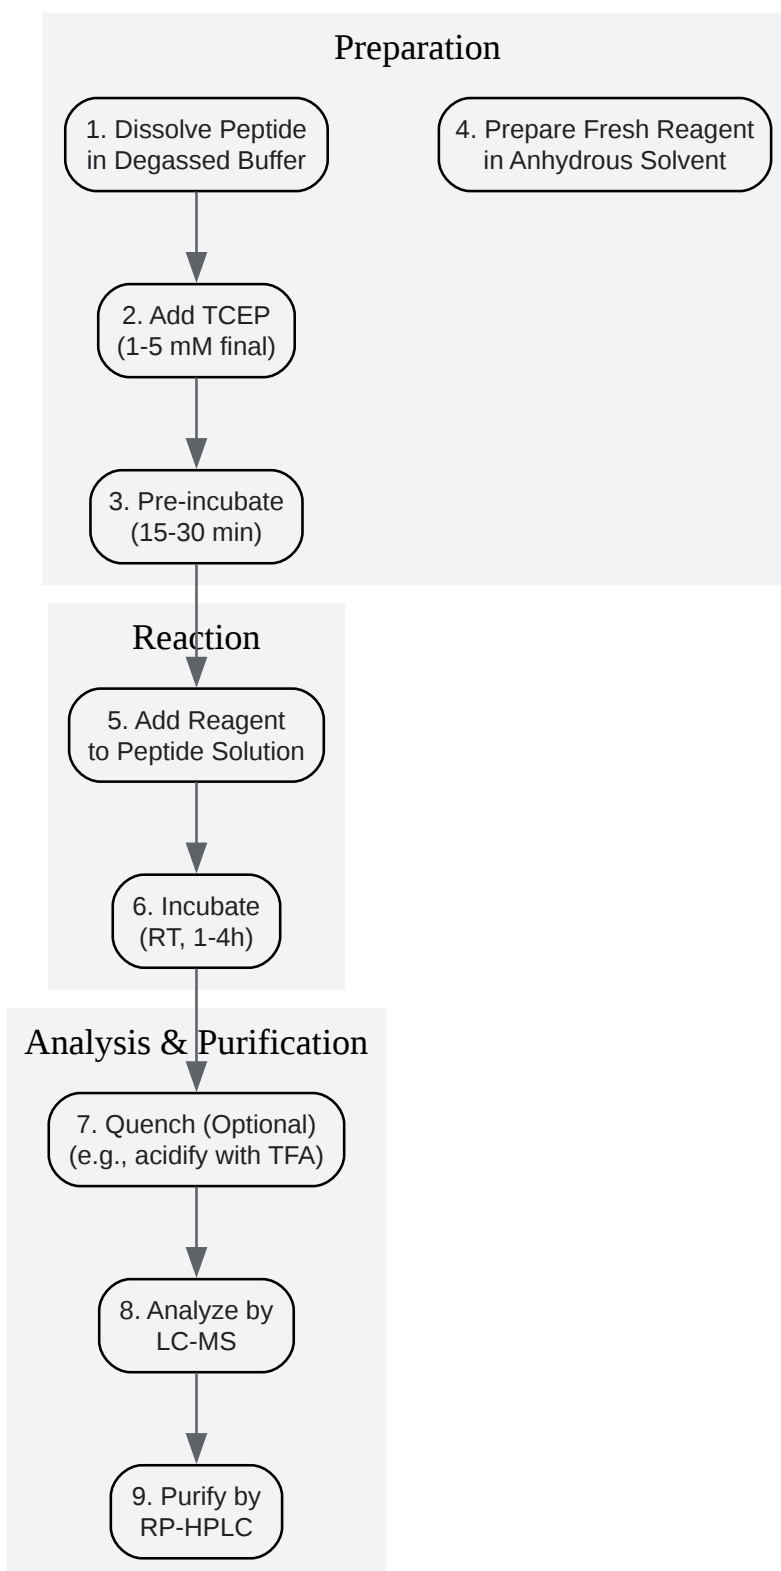 Preparation
1. Dissolve Peptide
in Degassed Buffer
4. Prepare Fresh Reagent
in Anhydrous Solvent
2. Add TCEP
(1-5 mM final)
3. Pre-incubate
(15-30 min)
Reaction
5. Add Reagent
to Peptide Solution
6. Incubate
(RT, 1-4h)
Analysis & Purification
7. Quench (Optional)
(e.g., acidify with TFA)
8. Analyze by
LC-MS
9. Purify by
RP-HPLC